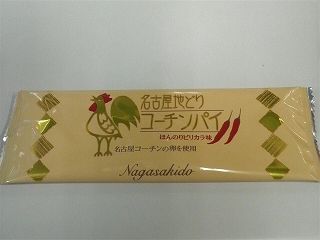 名古屋地どり
コーチンパイ
ほんのりピリカラ味
名古屋コーチンの卵を使用
Nagasakido